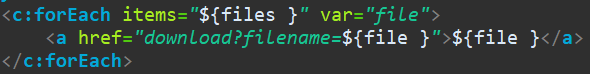 <c:forEach items="${files }" var="file">
<a href="download?filename=${file }">${file }</a>
</c:forEach>